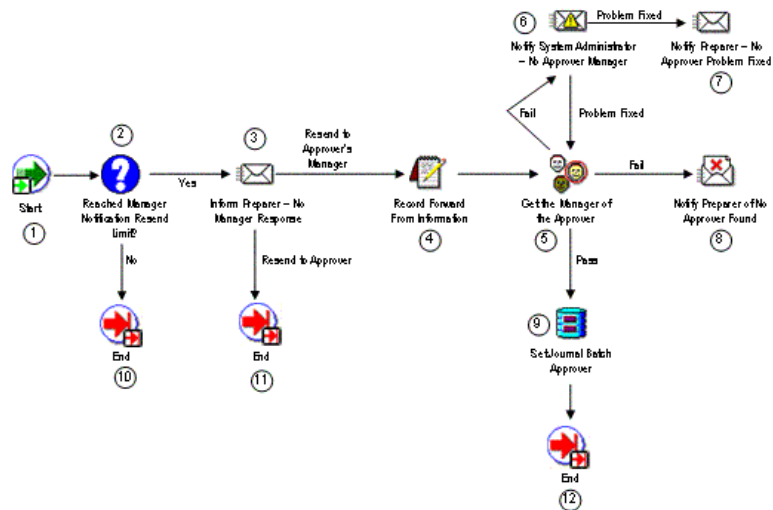 6
Problem Fixed
Notify System Administrator
– No Approver Manager
Notify Preparer – No
Approver Problem Fixed
7
Fail
Problem Fixed
2
3
Resend to
Approver's
Manager
Yes
Fail
Start
1
Reached Manager
Notification Resend
limit?
Inform Preparer – No
Manager Response
Record Forward
From Information
4
Get the Manager of
the Approver
5
Notify Preparer of No
Approver Found
8
No
Resend to Approver
Pass
9
End
10
End
11
Set Journal Batch
Approver
End
12